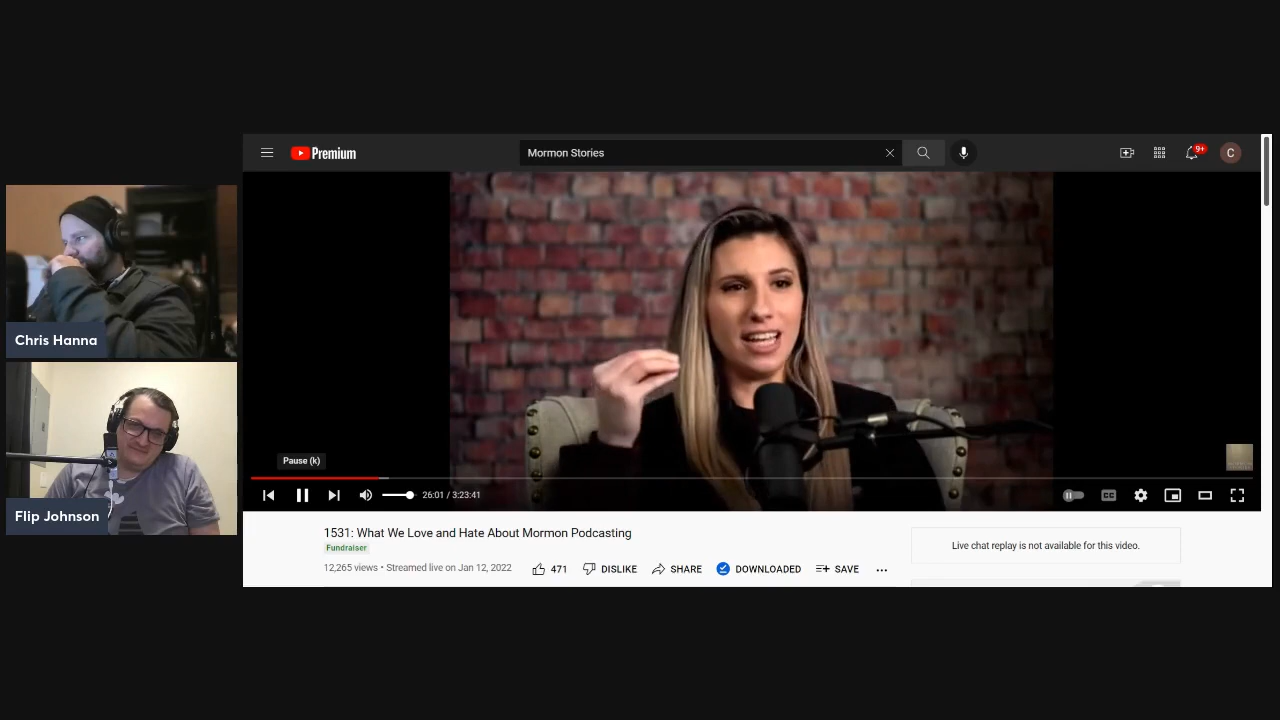 Premium
Mormon Stories
9+
C
Chris Hanna
Flip Johnson
Pause (k)
26:01 / 3:23:41
1531: What We Love and Hate About Mormon Podcasting
Fundraiser
12,265 views • Streamed live on Jan 12, 2022
471
DISLIKE
SHARE
DOWNLOADED
SAVE
Live chat replay is not available for this video.